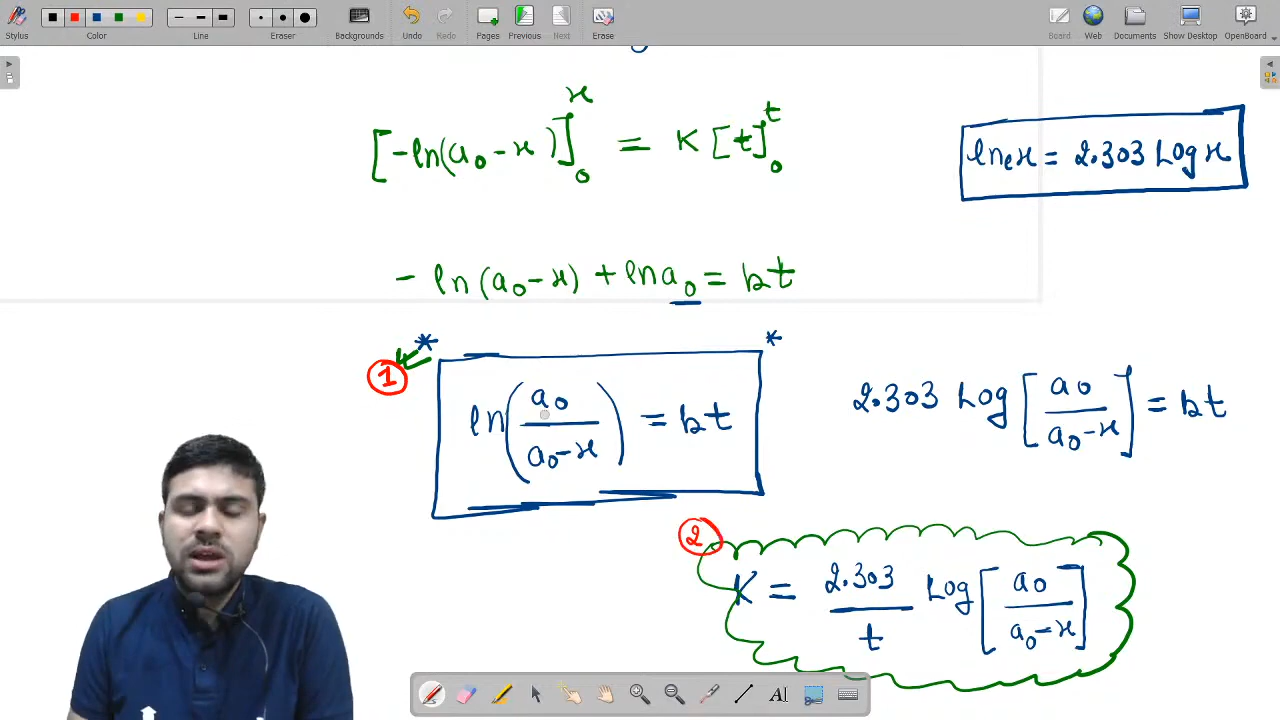 Stylus Color Line Eraser Backgrounds Undo Redo Pages Previous Next Erase Board Web Documents Show Desktop OpenBoard
[-ln(a₀-x)]₀ˣ = K[t]₀ᵗ
lnₑx = 2.303 Log x
- ln(a₀-x) + ln a₀ = kt
* *
1
ln(a₀/(a₀-x)) = kt
2.303 Log[a₀/(a₀-x)] = kt
2
K = 2.303/t Log[a₀/(a₀-x)]
AI